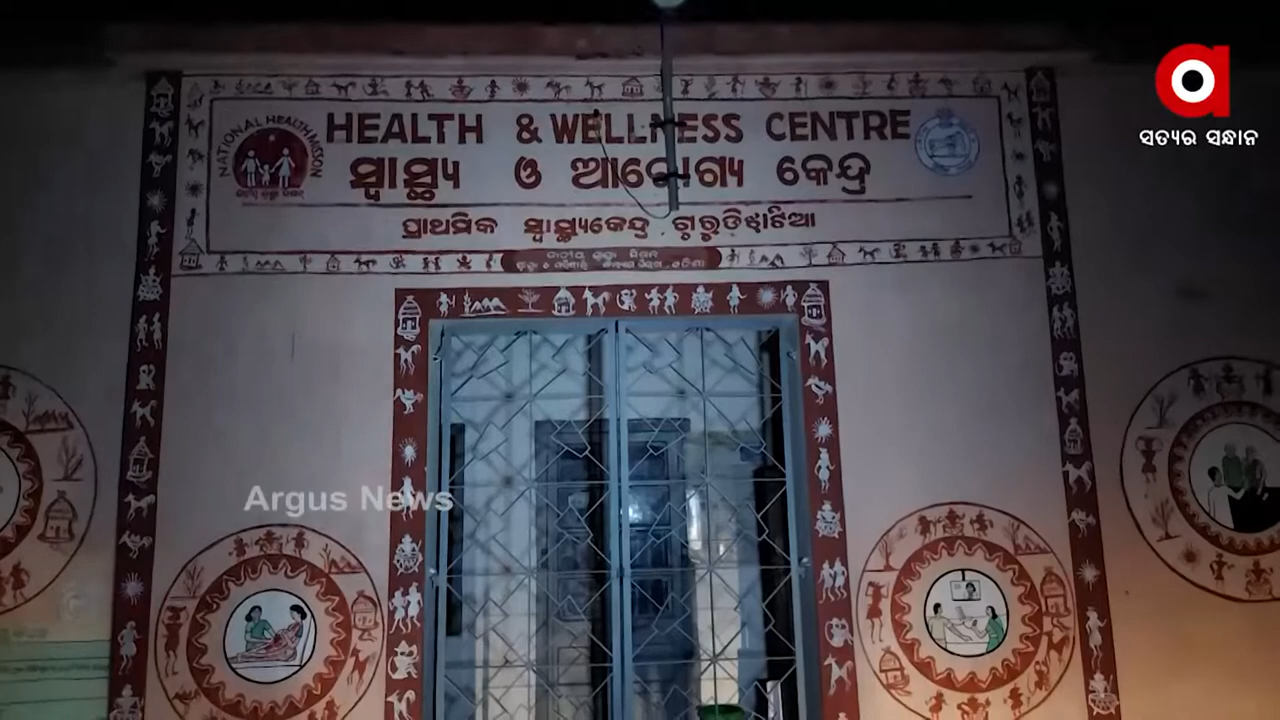 ସତ୍ୟର ସନ୍ଧାନ
NATIONAL HEALTH MISSION
HEALTH & WELLNESS CENTRE
ସ୍ୱାସ୍ଥ୍ୟ ଓ ଆରୋଗ୍ୟ କେନ୍ଦ୍ର
ପ୍ରାଥମିକ ସ୍ୱାସ୍ଥ୍ୟକେନ୍ଦ୍ର ଗୁରୁଡିଝାଟିଆ
Argus News